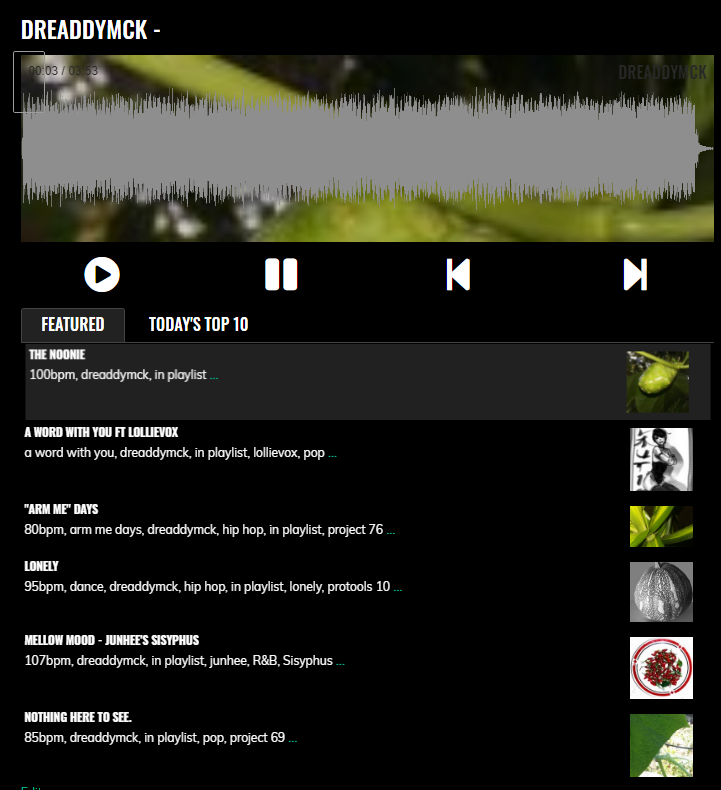 DREADDYMCK -
00:03 / 03:53
DREADDYMCK
FEATURED
TODAY'S TOP 10
THE NOONIE
100bpm, dreaddymck, in playlist ...
A WORD WITH YOU FT LOLLIEVOX
a word with you, dreaddymck, in playlist, lollievox, pop ...
"ARM ME" DAYS
80bpm, arm me days, dreaddymck, hip hop, in playlist, project 76 ...
LONELY
95bpm, dance, dreaddymck, hip hop, in playlist, lonely, protools 10 ...
MELLOW MOOD - JUNHEE'S SISYPHUS
107bpm, dreaddymck, in playlist, junhee, R&B, Sisyphus ...
NOTHING HERE TO SEE.
85bpm, dreaddymck, in playlist, pop, project 69 ...